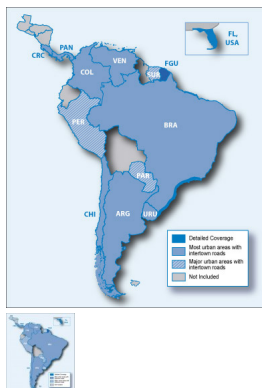 FL,
USA
PAN
CRC
VEN
COL
SUR
FGU
PER
BRA
PAR
CHI
ARG
URU
Detailed Coverage
Most urban areas with
intertown roads
Major urban areas with
intertown roads
Not Included